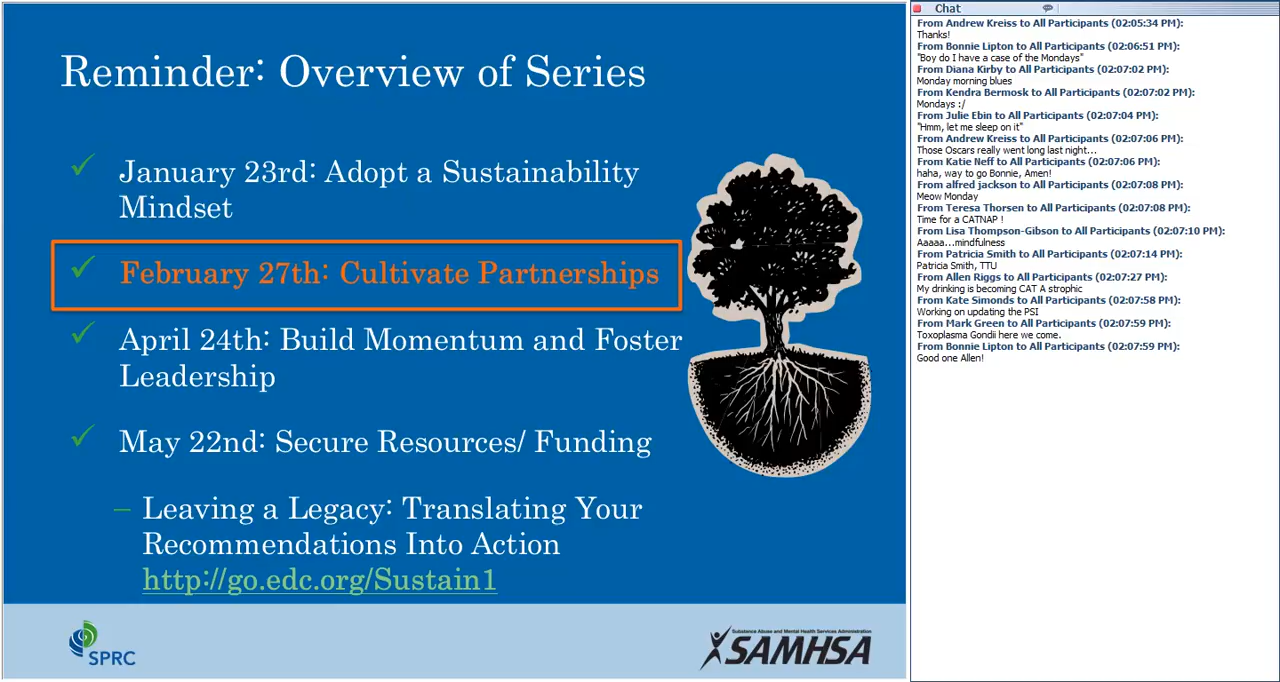 Reminder: Overview of Series
January 23rd: Adopt a Sustainability
Mindset
February 27th: Cultivate Partnerships
April 24th: Build Momentum and Foster
Leadership
May 22nd: Secure Resources/ Funding
– Leaving a Legacy: Translating Your
Recommendations Into Action
http://go.edc.org/Sustain1
SPRC
Substance Abuse and Mental Health Services Administration
SAMHSA
Chat
From Andrew Kreiss to All Participants (02:05:34 PM):
Thanks!
From Bonnie Lipton to All Participants (02:06:51 PM):
"Boy do I have a case of the Mondays"
From Diana Kirby to All Participants (02:07:02 PM):
Monday morning blues
From Kendra Bermosk to All Participants (02:07:02 PM):
Mondays :/
From Julie Ebin to All Participants (02:07:04 PM):
"Hmm, let me sleep on it"
From Andrew Kreiss to All Participants (02:07:06 PM):
Those Oscars really went long last night...
From Katie Neff to All Participants (02:07:06 PM):
haha, way to go Bonnie, Amen!
From alfred jackson to All Participants (02:07:08 PM):
Meow Monday
From Teresa Thorsen to All Participants (02:07:08 PM):
Time for a CATNAP !
From Lisa Thompson-Gibson to All Participants (02:07:10 PM):
Aaaaa...mindfulness
From Patricia Smith to All Participants (02:07:14 PM):
Patricia Smith, TTU
From Allen Riggs to All Participants (02:07:27 PM):
My drinking is becoming CAT A strophic
From Kate Simonds to All Participants (02:07:58 PM):
Working on updating the PSI
From Mark Green to All Participants (02:07:59 PM):
Toxoplasma Gondii here we come.
From Bonnie Lipton to All Participants (02:07:59 PM):
Good one Allen!